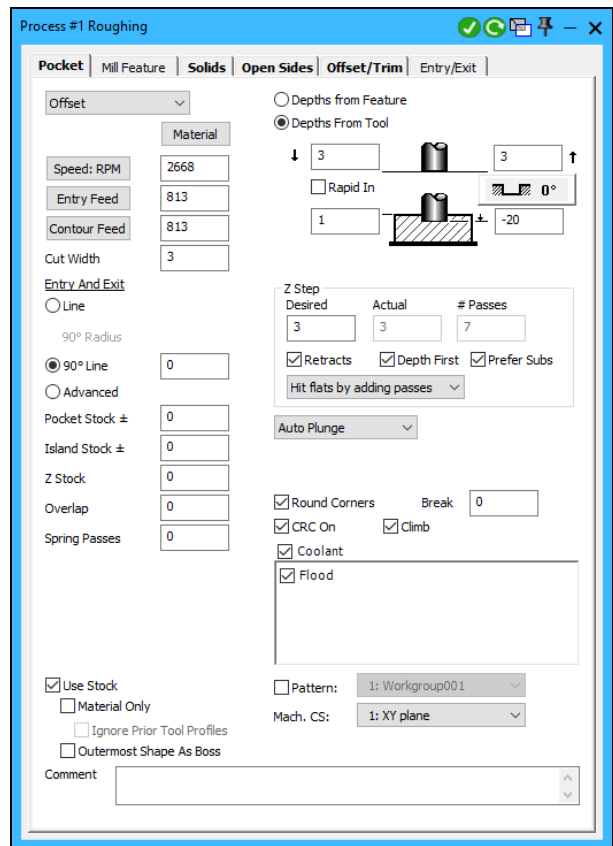 Process #1 Roughing
Pocket Mill Feature Solids Open Sides Offset/Trim Entry/Exit
Offset
Material
Speed: RPM 2668
Entry Feed 813
Contour Feed 813
Cut Width 3
Entry And Exit
Line
90° Radius
90° Line 0
Advanced
Pocket Stock ± 0
Island Stock ± 0
Z Stock 0
Overlap 0
Spring Passes 0
Depths from Feature
Depths From Tool
3 3
Rapid In 0°
1 -20
Z Step
Desired Actual # Passes
3 3 7
Retracts Depth First Prefer Subs
Hit flats by adding passes
Auto Plunge
Round Corners Break 0
CRC On Climb
Coolant
Flood
Use Stock
Material Only
Ignore Prior Tool Profiles
Outermost Shape As Boss
Pattern: 1: Workgroup001
Mach. CS: 1: XY plane
Comment